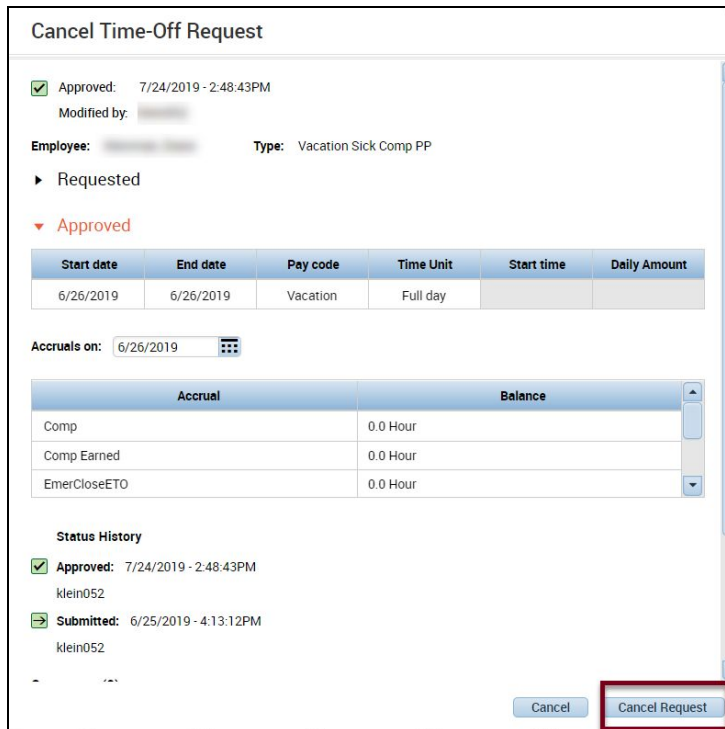 Cancel Time-Off Request
Approved: 7/24/2019 - 2:48:43PM
Modified by:
Employee: Type: Vacation Sick Comp PP
Requested
Approved
Start date End date Pay code Time Unit Start time Daily Amount
6/26/2019 6/26/2019 Vacation Full day
Accruals on: 6/26/2019
Accrual Balance
Comp 0.0 Hour
Comp Earned 0.0 Hour
EmerCloseETO 0.0 Hour
Status History
Approved: 7/24/2019 - 2:48:43PM
klein052
Submitted: 6/25/2019 - 4:13:12PM
klein052
Cancel Cancel Request